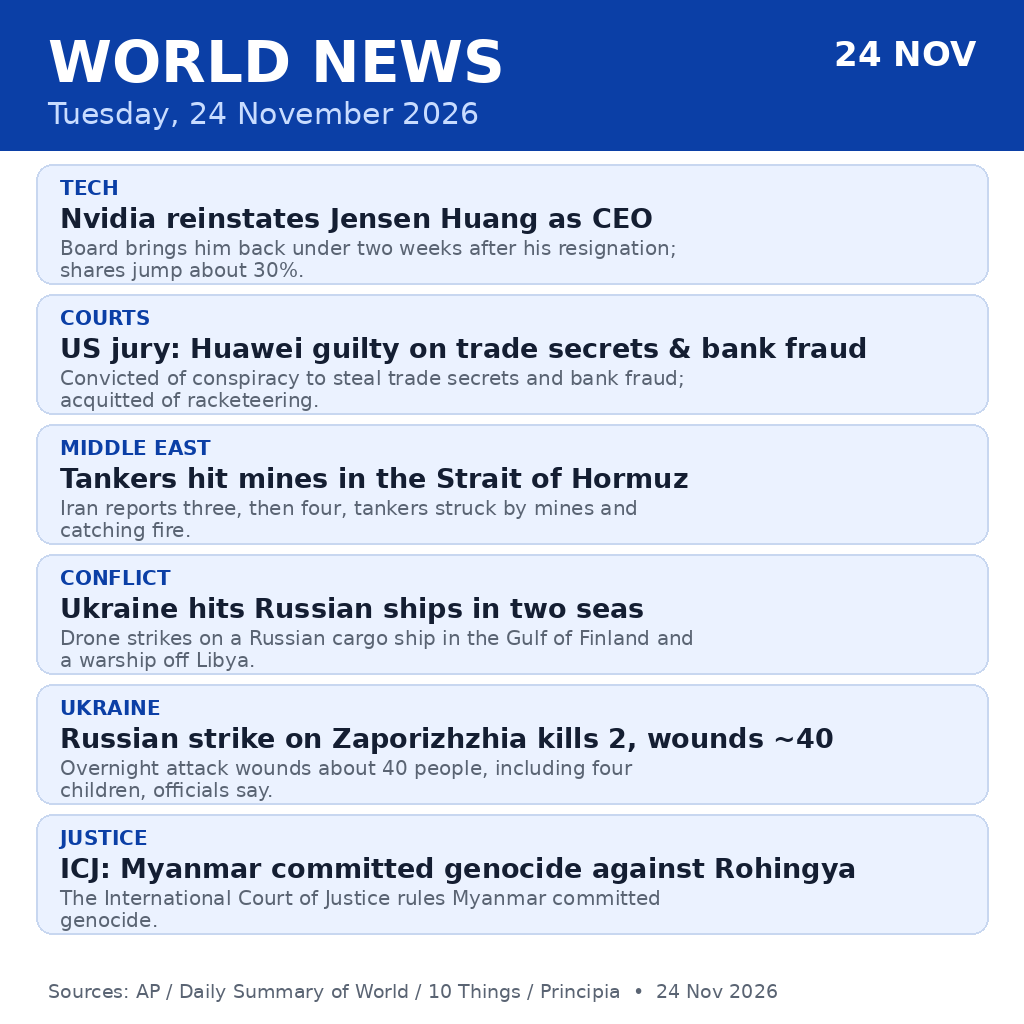 WORLD NEWS
24 NOV
Tuesday, 24 November 2026
TECH
Nvidia reinstates Jensen Huang as CEO
Board brings him back under two weeks after his resignation;
shares jump about 30%.
COURTS
US jury: Huawei guilty on trade secrets & bank fraud
Convicted of conspiracy to steal trade secrets and bank fraud;
acquitted of racketeering.
MIDDLE EAST
Tankers hit mines in the Strait of Hormuz
Iran reports three, then four, tankers struck by mines and
catching fire.
CONFLICT
Ukraine hits Russian ships in two seas
Drone strikes on a Russian cargo ship in the Gulf of Finland and
a warship off Libya.
UKRAINE
Russian strike on Zaporizhzhia kills 2, wounds ~40
Overnight attack wounds about 40 people, including four
children, officials say.
JUSTICE
ICJ: Myanmar committed genocide against Rohingya
The International Court of Justice rules Myanmar committed
genocide.
Sources: AP / Daily Summary of World / 10 Things / Principia • 24 Nov 2026